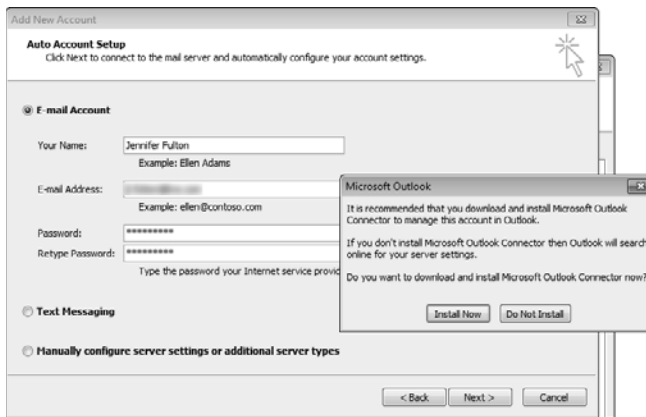 Add New Account
Auto Account Setup
Click Next to connect to the mail server and automatically configure your account settings.
E-mail Account
Your Name:
Jennifer Fulton
Example: Ellen Adams
E-mail Address:
Example: ellen@contoso.com
Password:
*********
Retype Password:
*********
Type the password your Internet service
Text Messaging
Manually configure server settings or additional server types
< Back
Next >
Cancel
Microsoft Outlook
It is recommended that you download and install Microsoft Outlook
Connector to manage this account in Outlook.
If you don't install Microsoft Outlook Connector then Outlook will search
online for your server settings.
Do you want to download and install Microsoft Outlook Connector now?
Install Now
Do Not Install